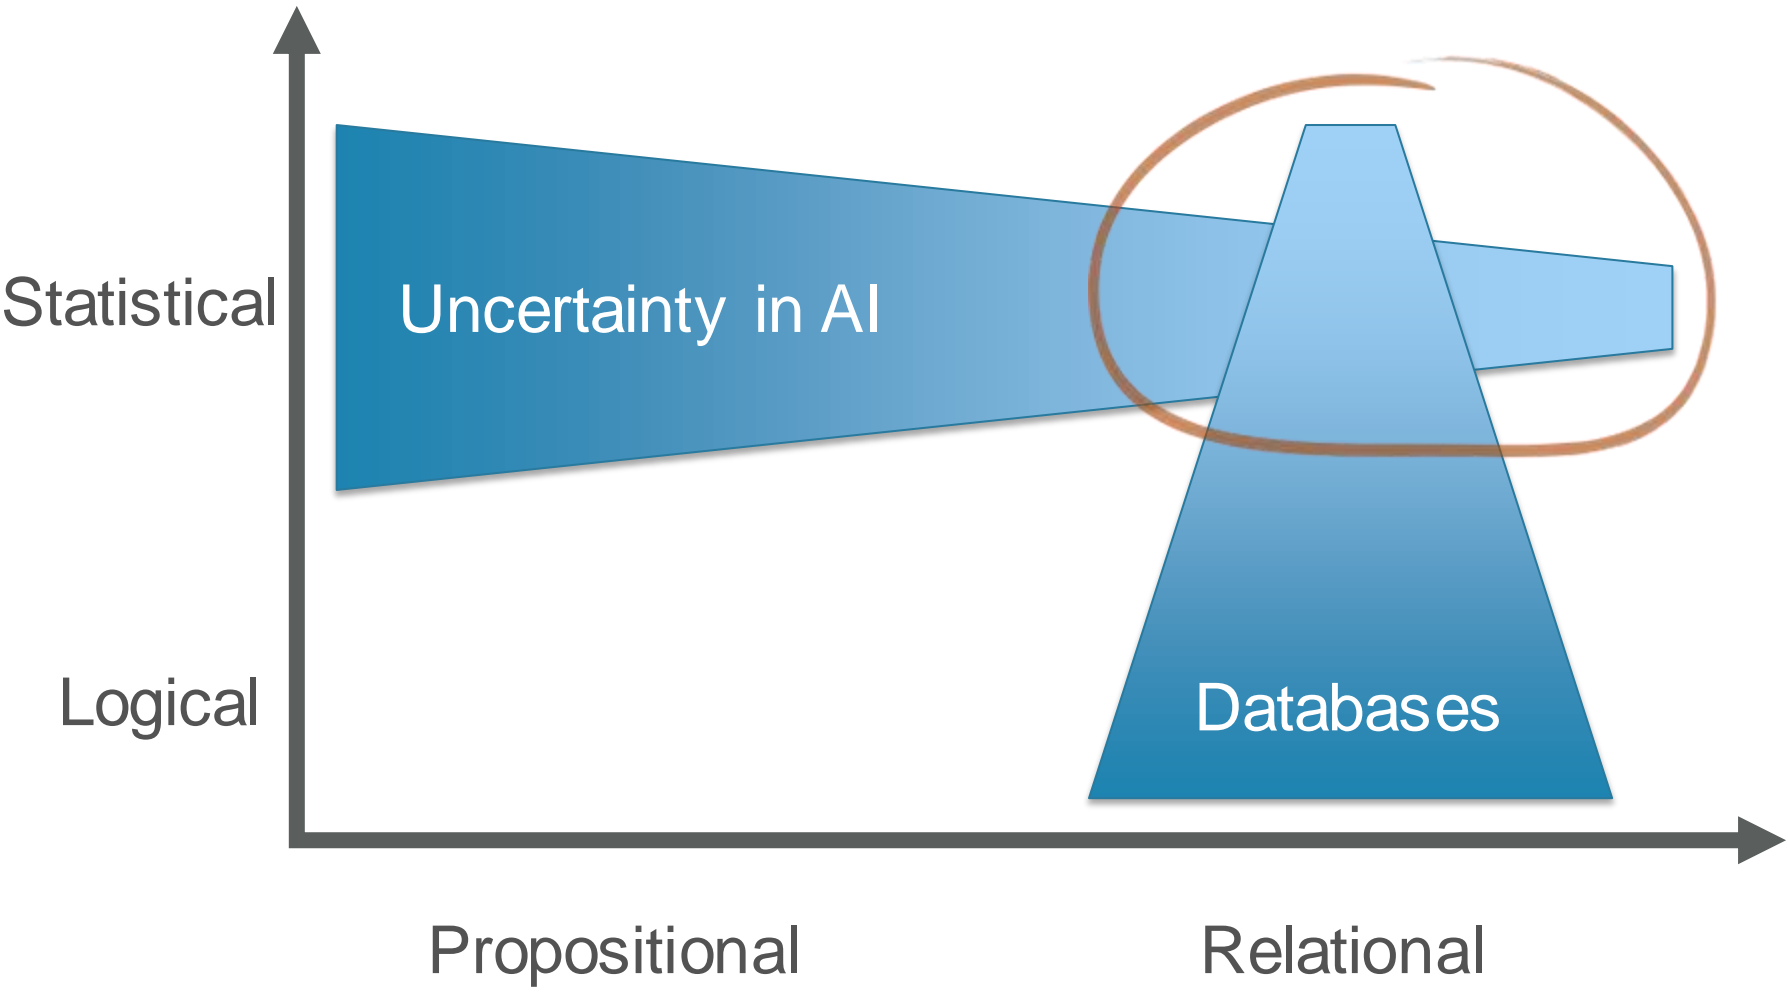 Statistical
Uncertainty in AI
Logical
Databases
Propositional
Relational